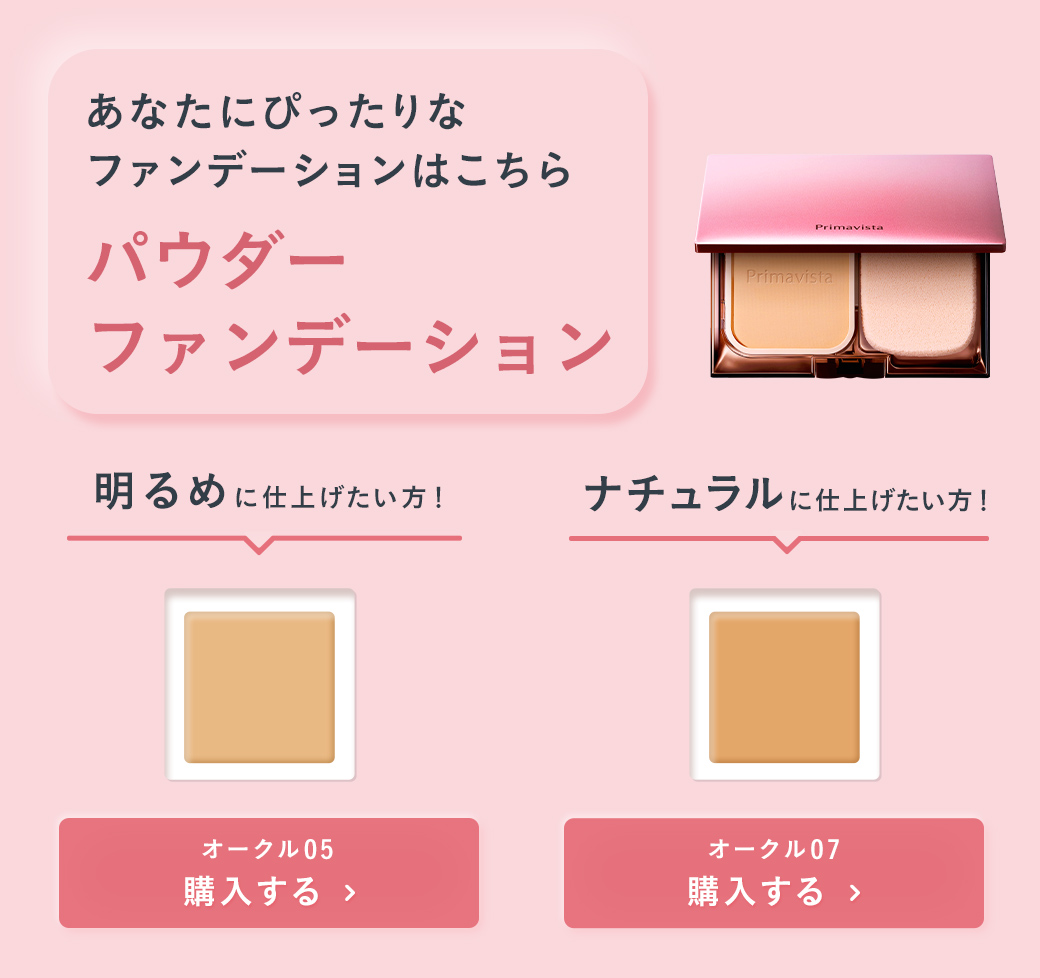 あなたにぴったりな
ファンデーションはこちら
パウダー
ファンデーション
Primavista
Primavista
明るめに仕上げたい方！
ナチュラルに仕上げたい方！
オークル05
購入する ›
オークル07
購入する ›